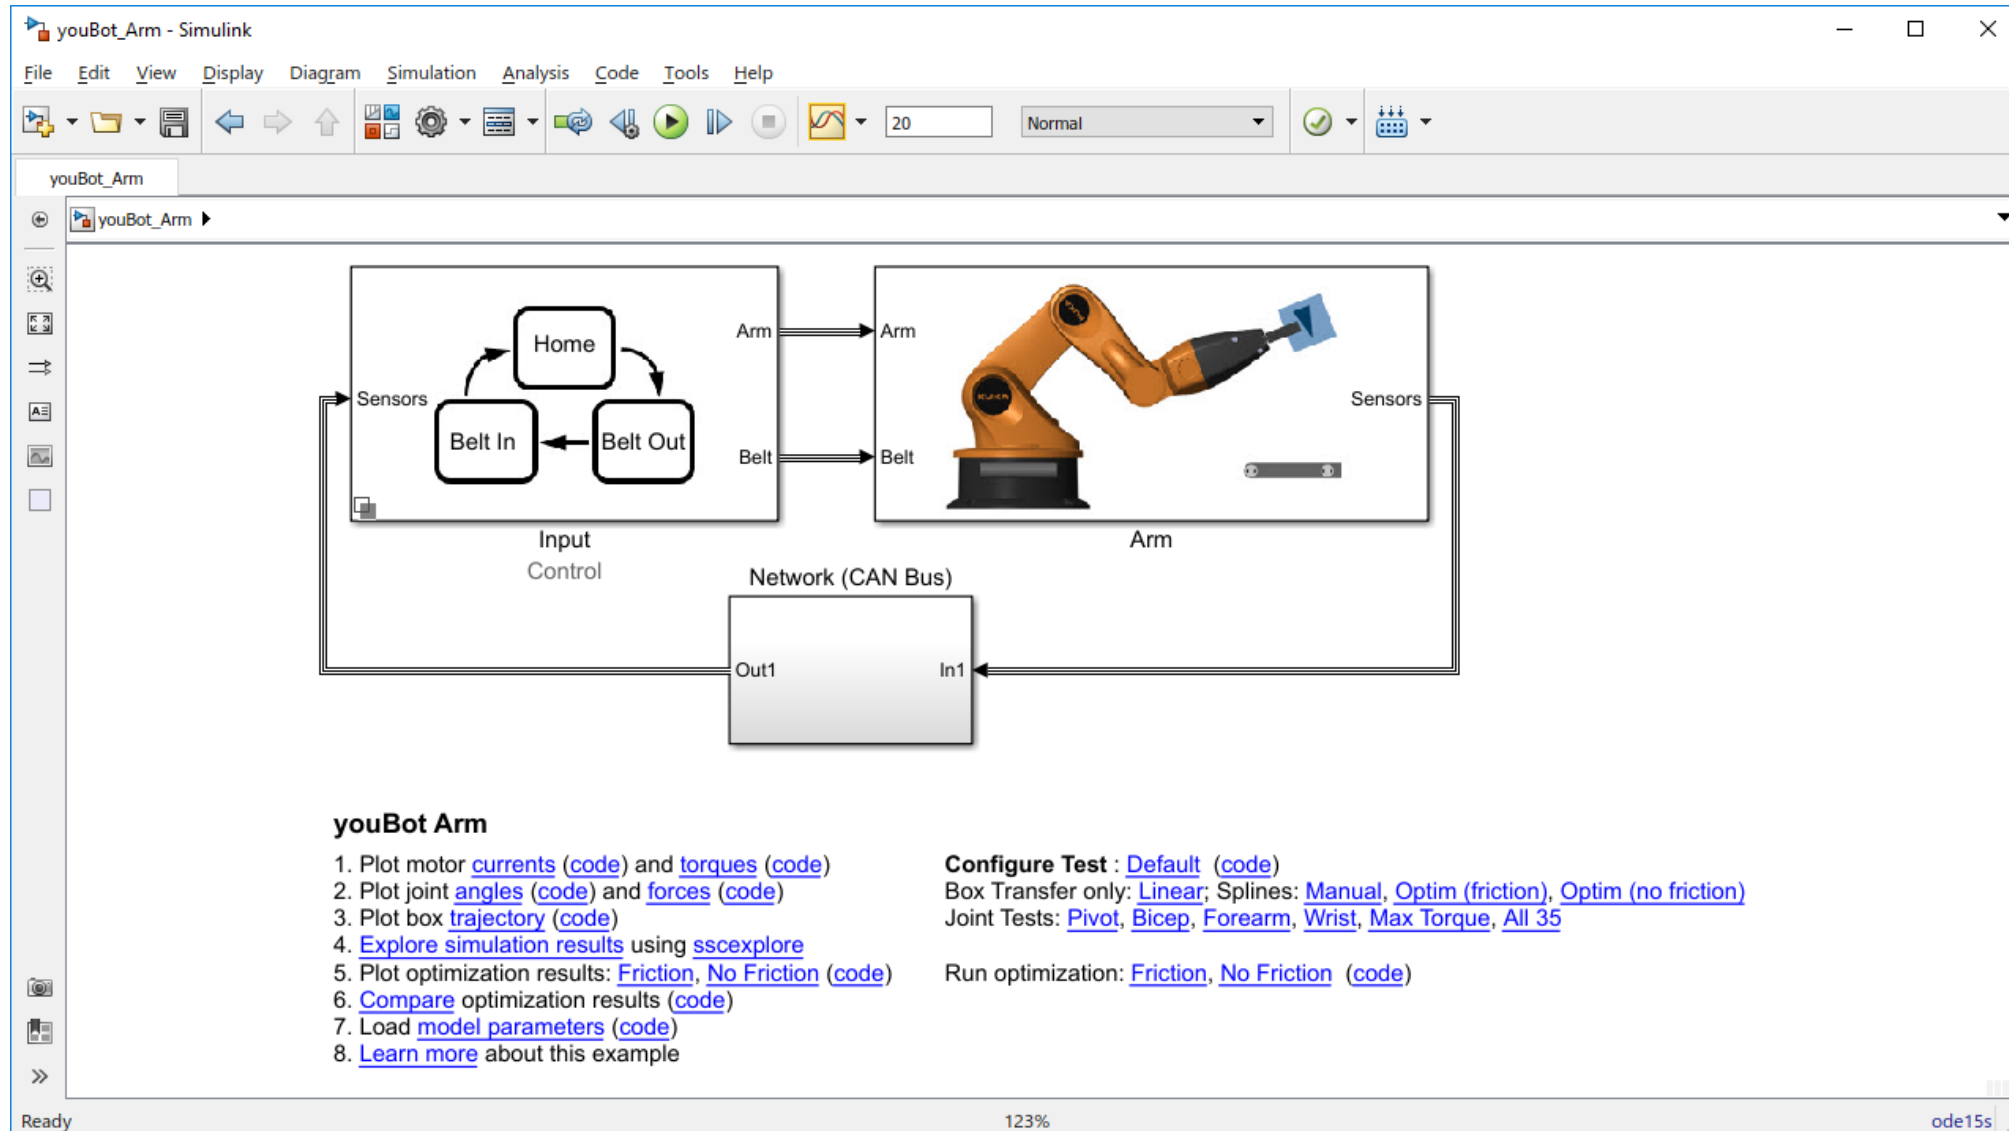 youBot_Arm - Simulink
File Edit View Display Diagram Simulation Analysis Code Tools Help
20 Normal
youBot_Arm
youBot_Arm
Home
Belt In
Belt Out
Sensors
Arm
Belt
Input
Control
Arm
Belt
KUKA
KUKA
Sensors
Arm
Network (CAN Bus)
Out1
In1
youBot Arm
1. Plot motor currents (code) and torques (code)
2. Plot joint angles (code) and forces (code)
3. Plot box trajectory (code)
4. Explore simulation results using sscexplore
5. Plot optimization results: Friction, No Friction (code)
6. Compare optimization results (code)
7. Load model parameters (code)
8. Learn more about this example
Configure Test : Default (code)
Box Transfer only: Linear; Splines: Manual, Optim (friction), Optim (no friction)
Joint Tests: Pivot, Bicep, Forearm, Wrist, Max Torque, All 35
Run optimization: Friction, No Friction (code)
Ready 123% ode15s